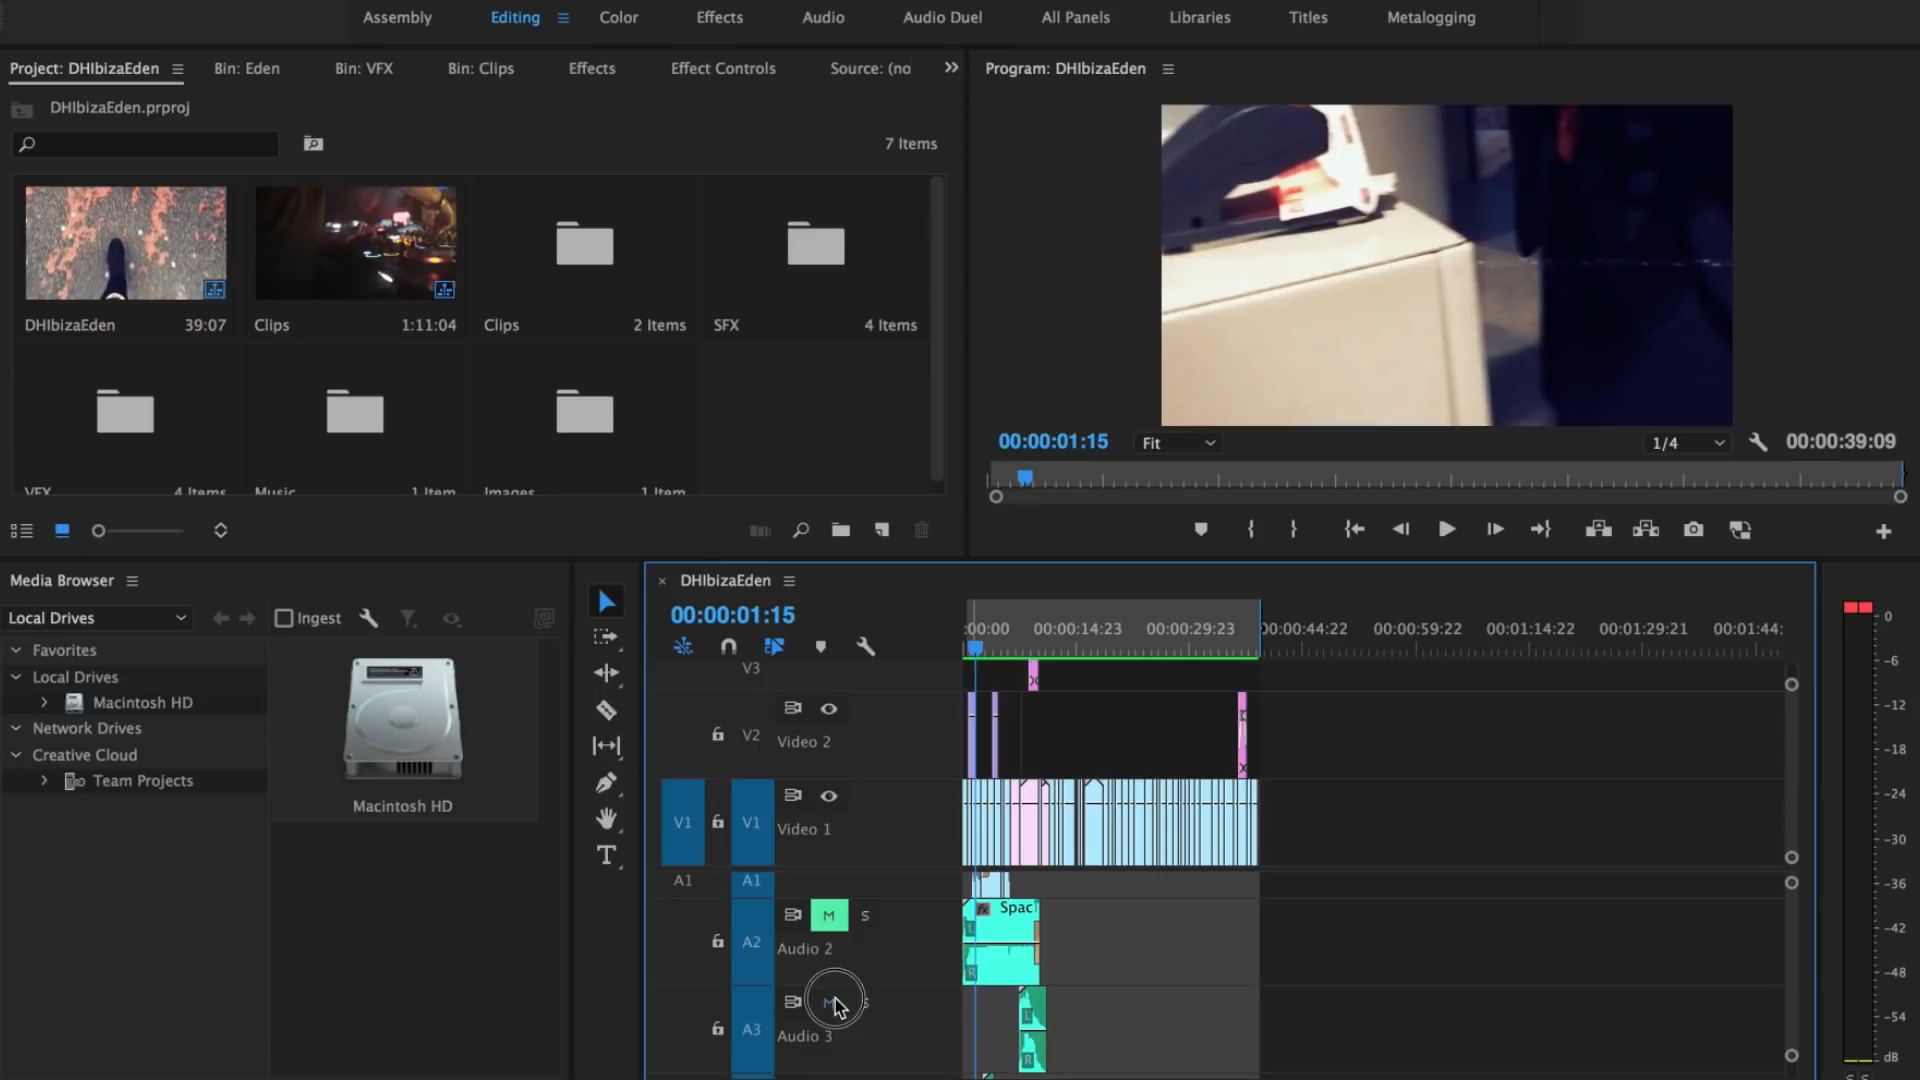 Assembly Editing Color Effects Audio Audio Duel All Panels Libraries Titles Metalogging
Project: DHIbizaEden Bin: Eden Bin: VFX Bin: Clips Effects Effect Controls Source: (no
Program: DHIbizaEden
DHIbizaEden.prproj
7 Items
DHIbizaEden 39:07 Clips 1:11:04 Clips 2 Items SFX 4 Items
VFX 4 Items Music 1 Item Images 1 Item
00:00:01:15 Fit 1/4 00:00:39:09
Media Browser
Local Drives Ingest
Favorites
Local Drives
Macintosh HD
Network Drives
Creative Cloud
Team Projects
Macintosh HD
DHIbizaEden
00:00:01:15
:00:00 00:00:14:23 00:00:29:23 00:00:44:22 00:00:59:22 00:01:14:22 00:01:29:21 00:01:44:
V3
V2 Video 2
V1 V1 Video 1
A1 A1
M S
A2 Audio 2
Spac
L
R
M S
A3 Audio 3
L
R
0
-6
-12
-18
-24
-30
-36
-42
-48
-54
dB
S S